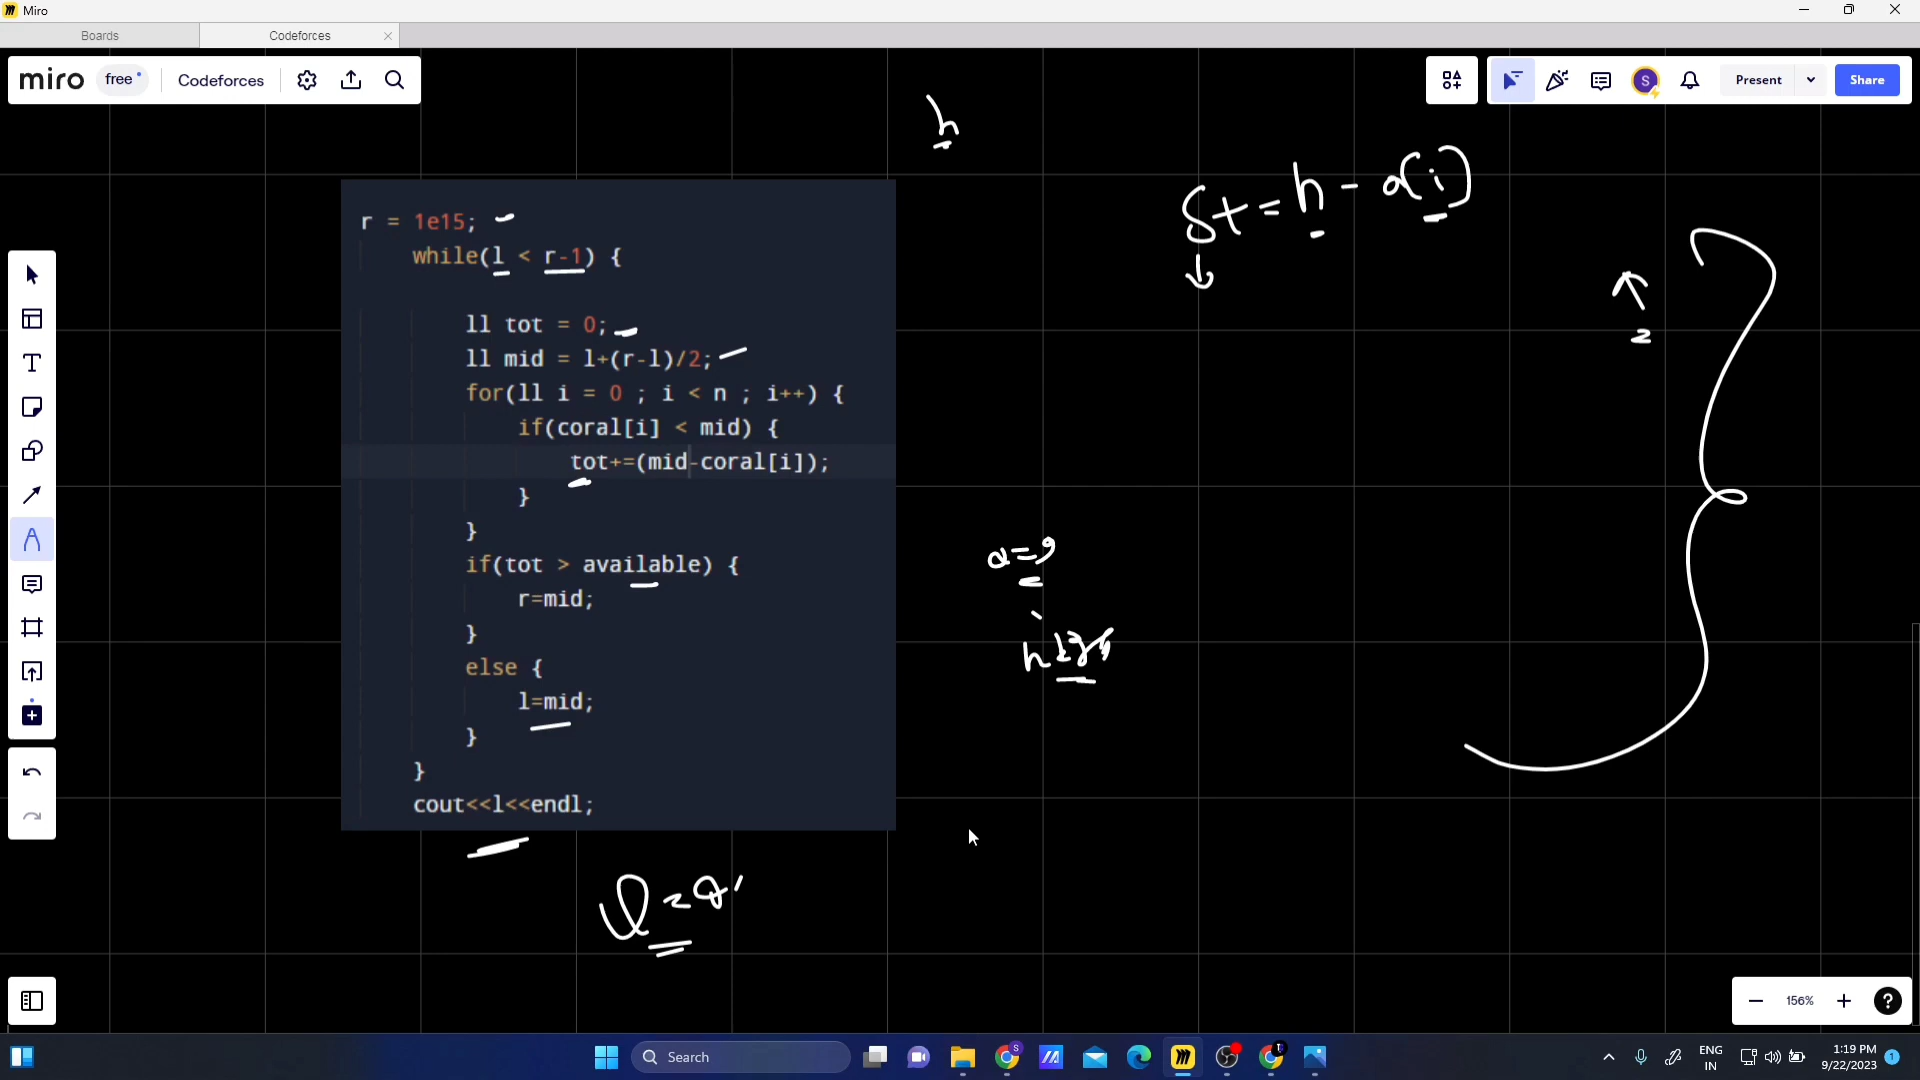 Miro
Boards
Codeforces
miro free Codeforces
Present
Share
h
St = h - a[i]
r = 1e15;
while(l < r-1) {
ll tot = 0;
ll mid = l+(r-l)/2;
for(ll i = 0 ; i < n ; i++) {
if(coral[i] < mid) {
tot+=(mid-coral[i]);
}
}
if(tot > available) {
r=mid;
}
else {
l=mid;
}
}
cout<<l<<endl;
156%
Search
ENG
IN
1:19 PM
9/22/2023
1